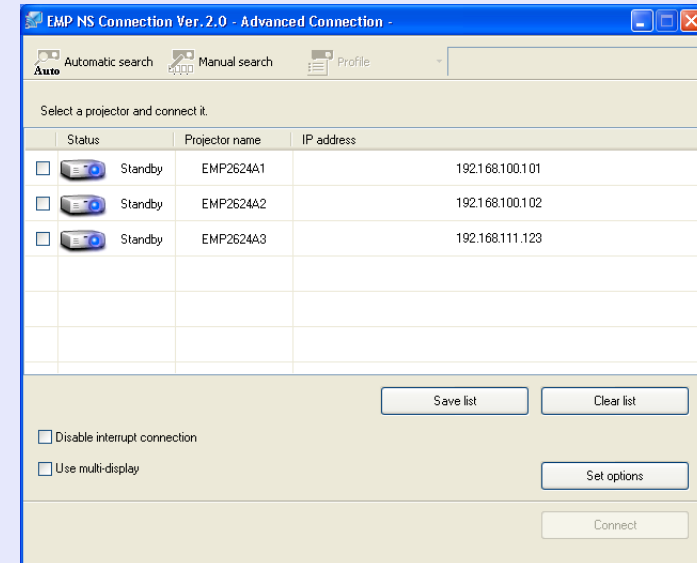 EMP NS Connection Ver.2.0 - Advanced Connection -
Auto Automatic search Manual search Profile
Select a projector and connect it.
Status Projector name IP address
Standby EMP2624A1 192.168.100.101
Standby EMP2624A2 192.168.100.102
Standby EMP2624A3 192.168.111.123
Save list Clear list
Disable interrupt connection
Use multi-display
Set options
Connect